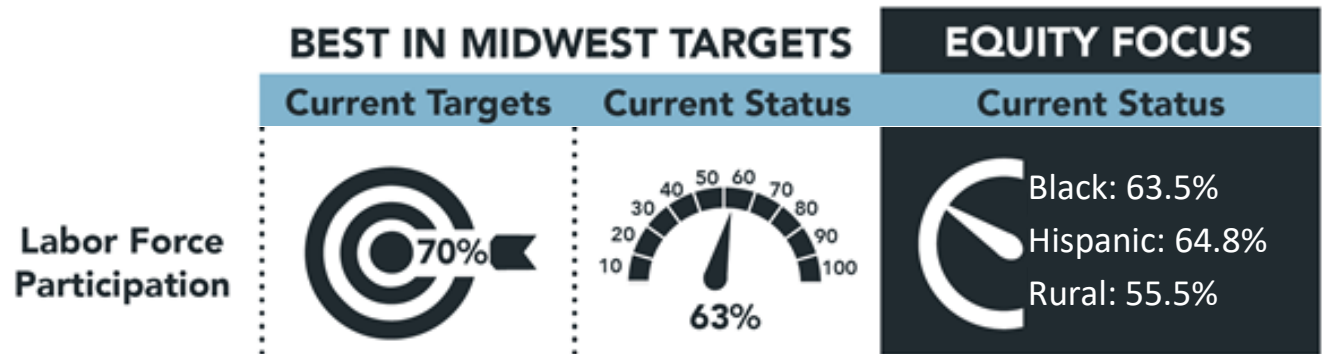 BEST IN MIDWEST TARGETS
EQUITY FOCUS
Current Targets
Current Status
Current Status
Labor Force
Participation
70%
10
20
30
40
50
60
70
80
90
100
63%
Black: 63.5%
Hispanic: 64.8%
Rural: 55.5%